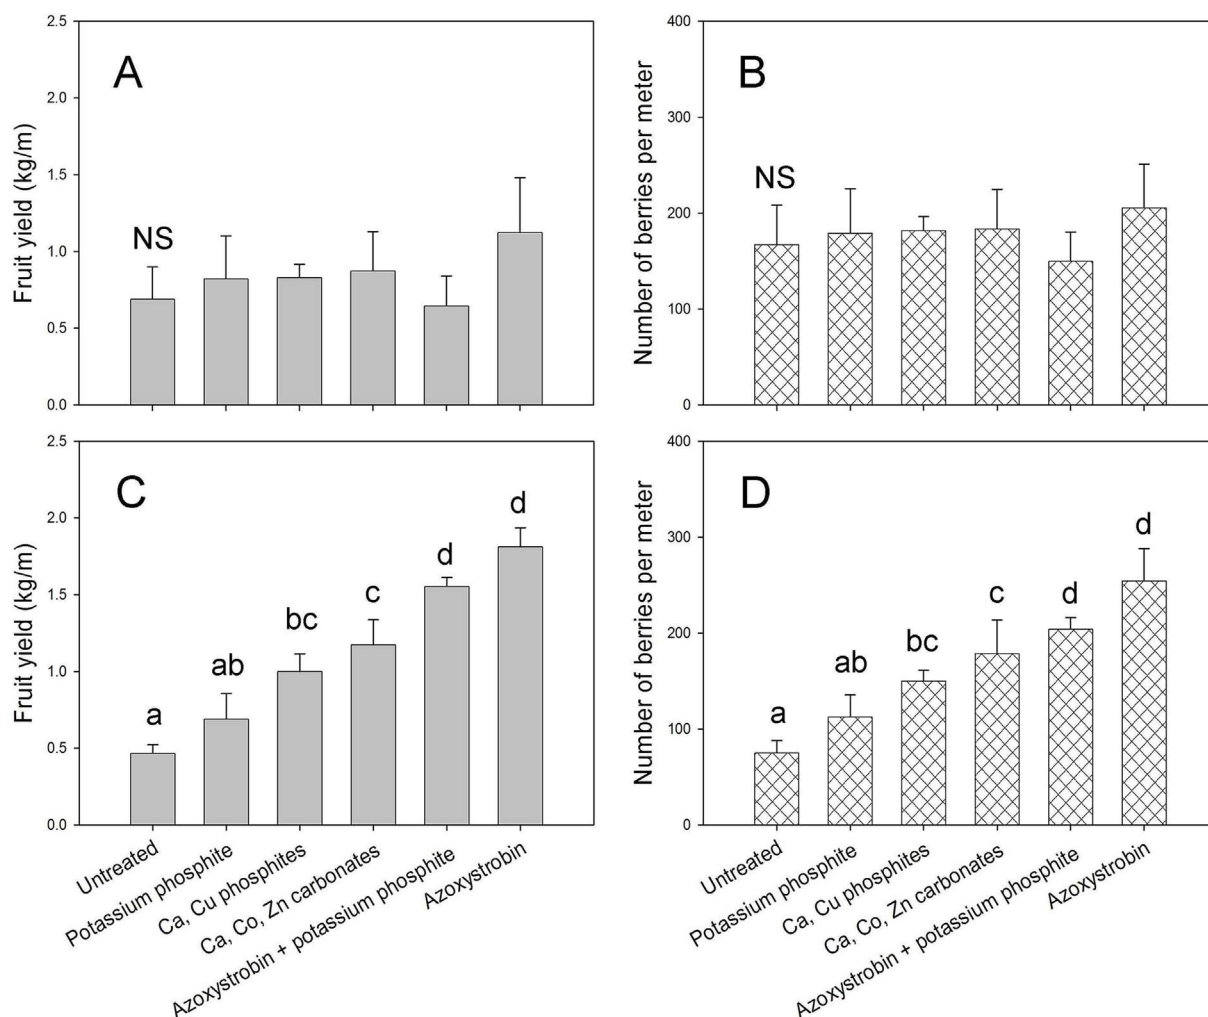 A
Fruit yield (kg/m)
2.5
2.0
1.5
1.0
0.5
0.0
NS
B
Number of berries per meter
400
300
200
100
0
NS
C
Fruit yield (kg/m)
2.5
2.0
1.5
1.0
0.5
0.0
a
ab
bc
c
d
d
Untreated
Potassium phosphite
Ca, Cu phosphites
Ca, Co, Zn carbonates
Azoxystrobin + potassium phosphite
Azoxystrobin
D
Number of berries per meter
400
300
200
100
0
a
ab
bc
c
d
d
Untreated
Potassium phosphite
Ca, Cu phosphites
Ca, Co, Zn carbonates
Azoxystrobin + potassium phosphite
Azoxystrobin